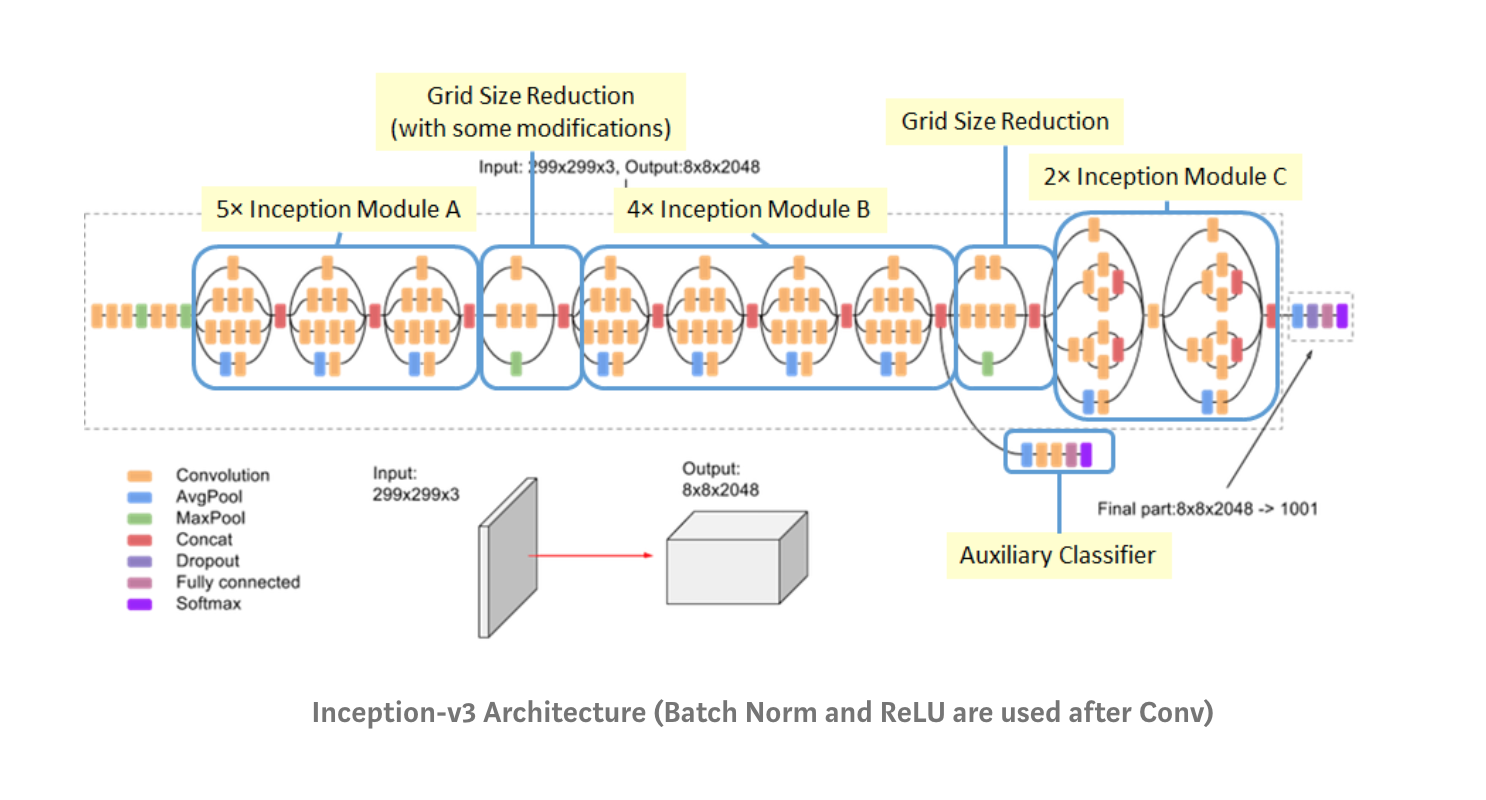 Grid Size Reduction
(with some modifications)
Grid Size Reduction
Input: 299x299x3, Output:8x8x2048
2× Inception Module C
5× Inception Module A
4× Inception Module B
Convolution
AvgPool
MaxPool
Concat
Dropout
Fully connected
Softmax
Input:
299x299x3
Output:
8x8x2048
Final part:8x8x2048 -> 1001
Auxiliary Classifier
Inception-v3 Architecture (Batch Norm and ReLU are used after Conv)